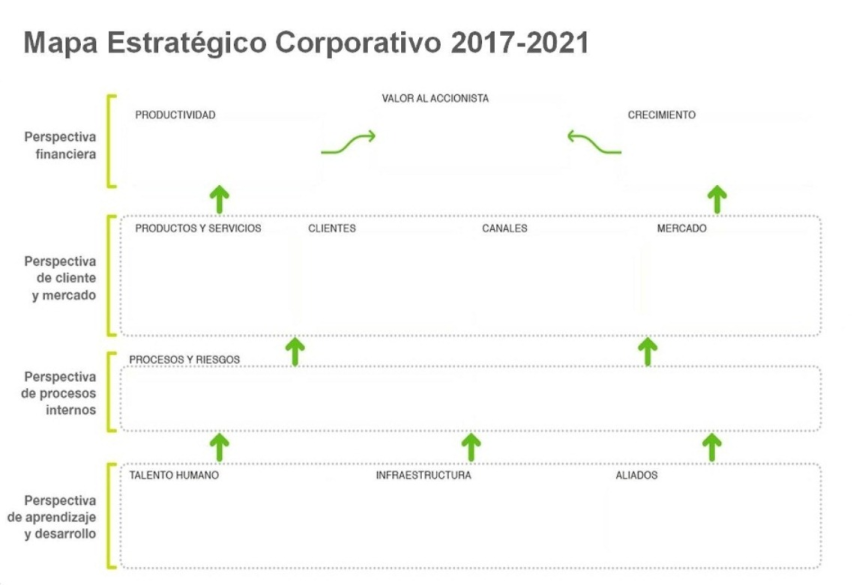 Mapa Estratégico Corporativo 2017-2021
VALOR AL ACCIONISTA
PRODUCTIVIDAD
CRECIMIENTO
Perspectiva
financiera
PRODUCTOS Y SERVICIOS
CLIENTES
CANALES
MERCADO
Perspectiva
de cliente
y mercado
PROCESOS Y RIESGOS
Perspectiva
de procesos
internos
TALENTO HUMANO
INFRAESTRUCTURA
ALIADOS
Perspectiva
de aprendizaje
y desarrollo